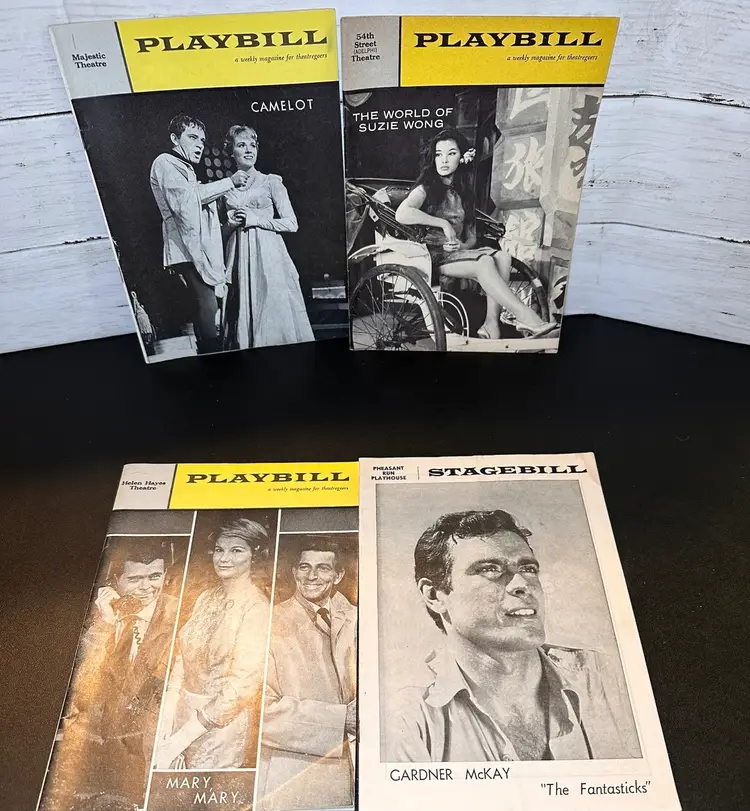 Majestic
Theatre
PLAYBILL
a weekly magazine for theatregoers
CAMELOT
54th
Street
(ADELPHI)
Theatre
PLAYBILL
a weekly magazine for theatregoers
THE WORLD OF
SUZIE WONG
旅
Helen Hayes
Theatre
PLAYBILL
a weekly magazine for theatregoers
MARY,
MARY
PHEASANT
RUN
PLAYHOUSE
STAGEBILL
GARDNER McKAY
"The Fantasticks"